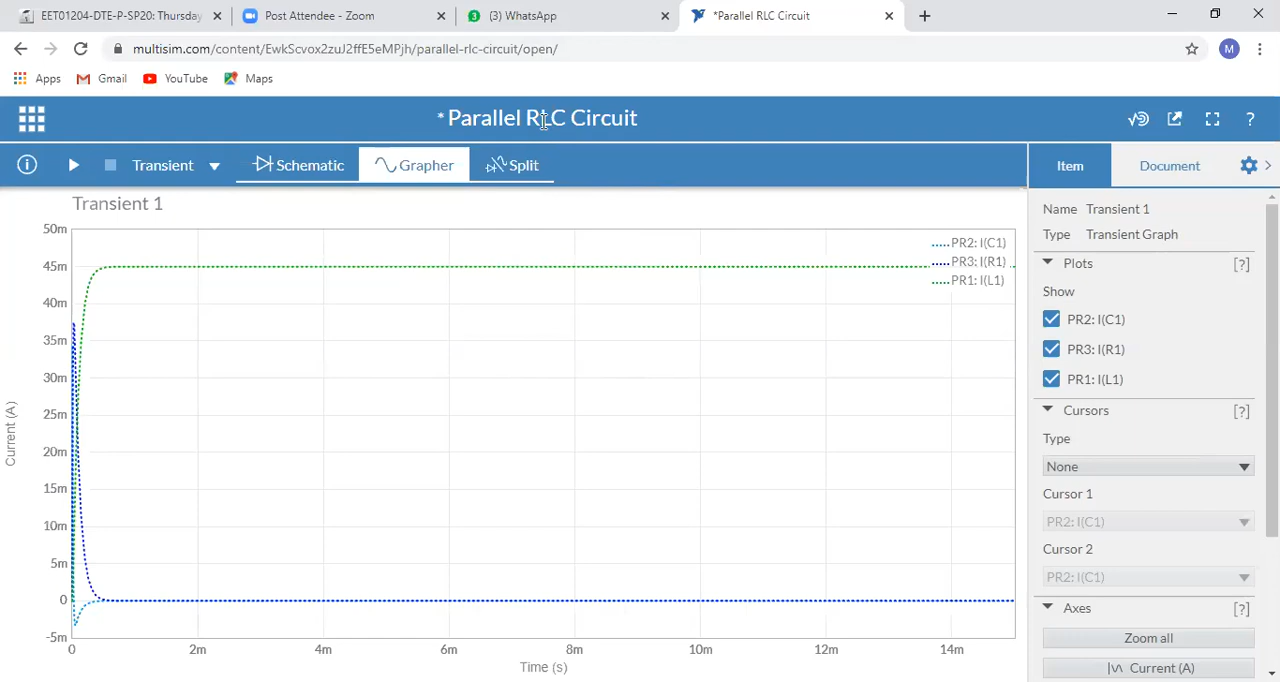 EET01204-DTE-P-SP20: Thursday
Post Attendee - Zoom
(3) WhatsApp
*Parallel RLC Circuit
multisim.com/content/EwkScvox2zuJ2ffE5eMPjh/parallel-rlc-circuit/open/
M
Apps
Gmail
YouTube
Maps
* Parallel RLC Circuit
?
Transient
Schematic
Grapher
Split
Item
Document
Transient 1
50m
45m
40m
35m
30m
25m
20m
15m
10m
5m
0
-5m
Current (A)
PR2: I(C1)
PR3: I(R1)
PR1: I(L1)
0
2m
4m
6m
8m
10m
12m
14m
Time (s)
Name Transient 1
Type Transient Graph
Plots [?]
Show
PR2: I(C1)
PR3: I(R1)
PR1: I(L1)
Cursors [?]
Type
None
Cursor 1
PR2: I(C1)
Cursor 2
PR2: I(C1)
Axes [?]
Zoom all
Current (A)